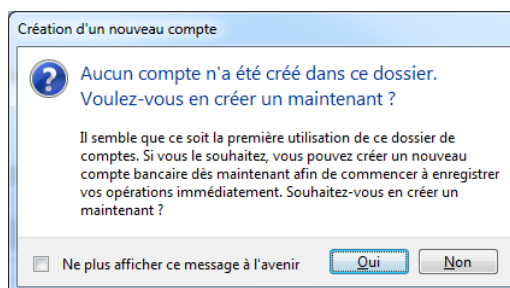 Création d'un nouveau compte
Aucun compte n'a été créé dans ce dossier.
Voulez-vous en créer un maintenant ?
Il semble que ce soit la première utilisation de ce dossier de
comptes. Si vous le souhaitez, vous pouvez créer un nouveau
compte bancaire dès maintenant afin de commencer à enregistrer
vos opérations immédiatement. Souhaitez-vous en créer un
maintenant ?
Ne plus afficher ce message à l'avenir
Oui
Non